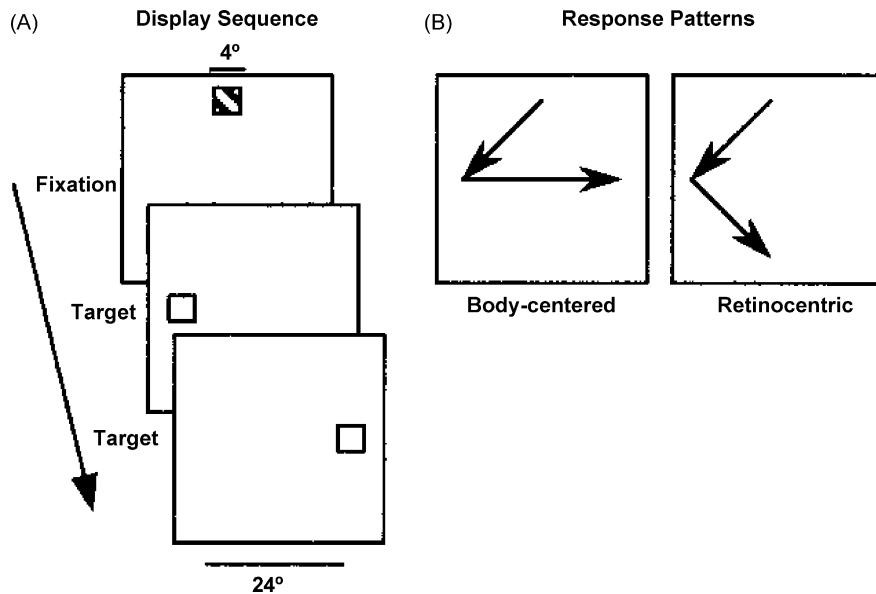 (A)
Display Sequence
4º
Fixation
Target
Target
24º
(B)
Response Patterns
Body-centered
Retinocentric